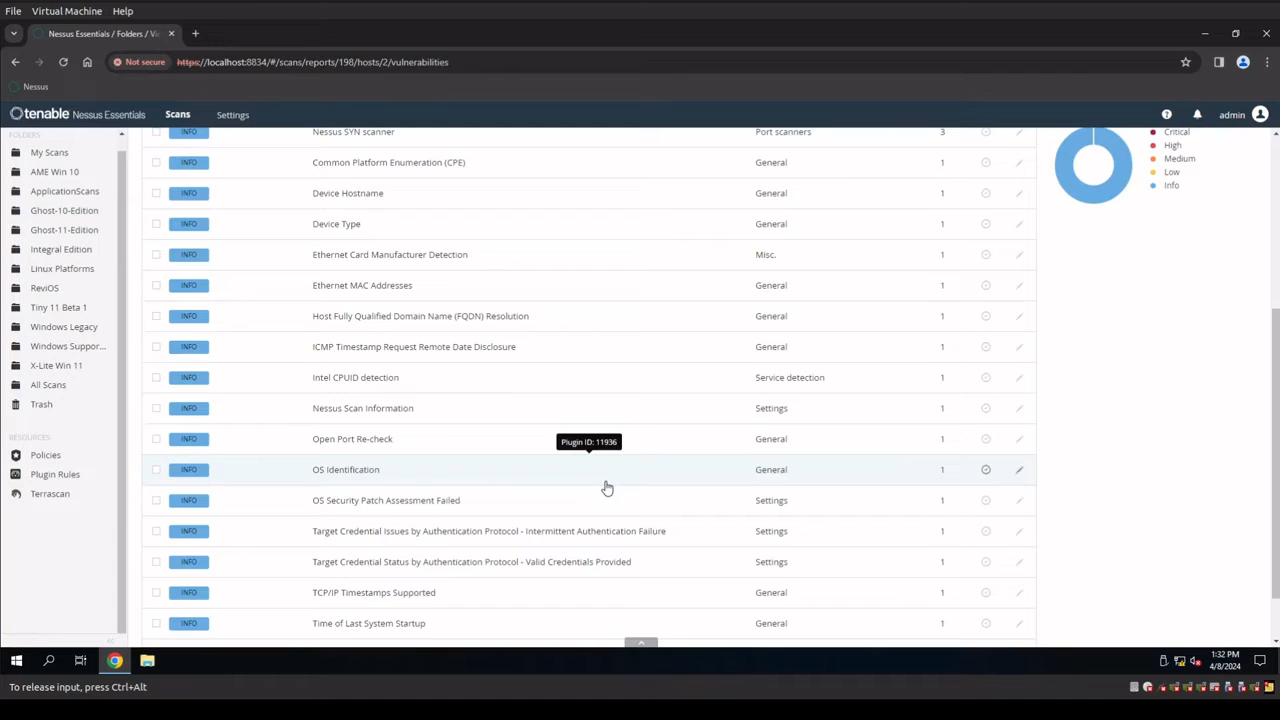 File Virtual Machine Help
Nessus Essentials / Folders / Vi
Not secure https://localhost:8834/#/scans/reports/198/hosts/2/vulnerabilities
Nessus
tenable Nessus Essentials Scans Settings admin
FOLDERS
My Scans
AME Win 10
ApplicationScans
Ghost-10-Edition
Ghost-11-Edition
Integral Edition
Linux Platforms
ReviOS
Tiny 11 Beta 1
Windows Legacy
Windows Suppor...
X-Lite Win 11
All Scans
Trash
RESOURCES
Policies
Plugin Rules
Terrascan
INFO Nessus SYN scanner Port scanners 3
INFO Common Platform Enumeration (CPE) General 1
INFO Device Hostname General 1
INFO Device Type General 1
INFO Ethernet Card Manufacturer Detection Misc. 1
INFO Ethernet MAC Addresses General 1
INFO Host Fully Qualified Domain Name (FQDN) Resolution General 1
INFO ICMP Timestamp Request Remote Date Disclosure General 1
INFO Intel CPUID detection Service detection 1
INFO Nessus Scan Information Settings 1
INFO Open Port Re-check General 1
Plugin ID: 11936
INFO OS Identification General 1
INFO OS Security Patch Assessment Failed Settings 1
INFO Target Credential Issues by Authentication Protocol - Intermittent Authentication Failure Settings 1
INFO Target Credential Status by Authentication Protocol - Valid Credentials Provided Settings 1
INFO TCP/IP Timestamps Supported General 1
INFO Time of Last System Startup General 1
Critical
High
Medium
Low
Info
1:32 PM
4/8/2024
To release input, press Ctrl+Alt